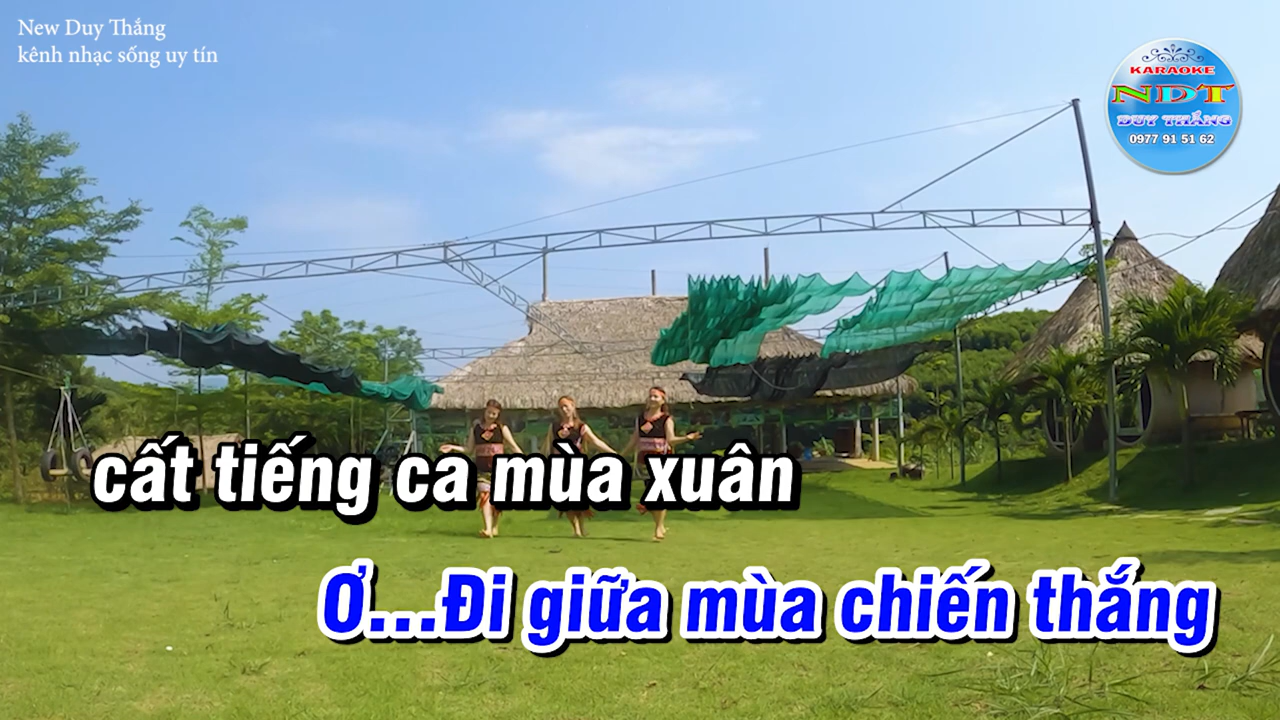 New Duy Thắng
kênh nhạc sống uy tín
KARAOKE
NDT
DUY THẮNG
0977 91 51 62
cất tiếng ca mùa xuân
Ơ...Đi giữa mùa chiến thắng